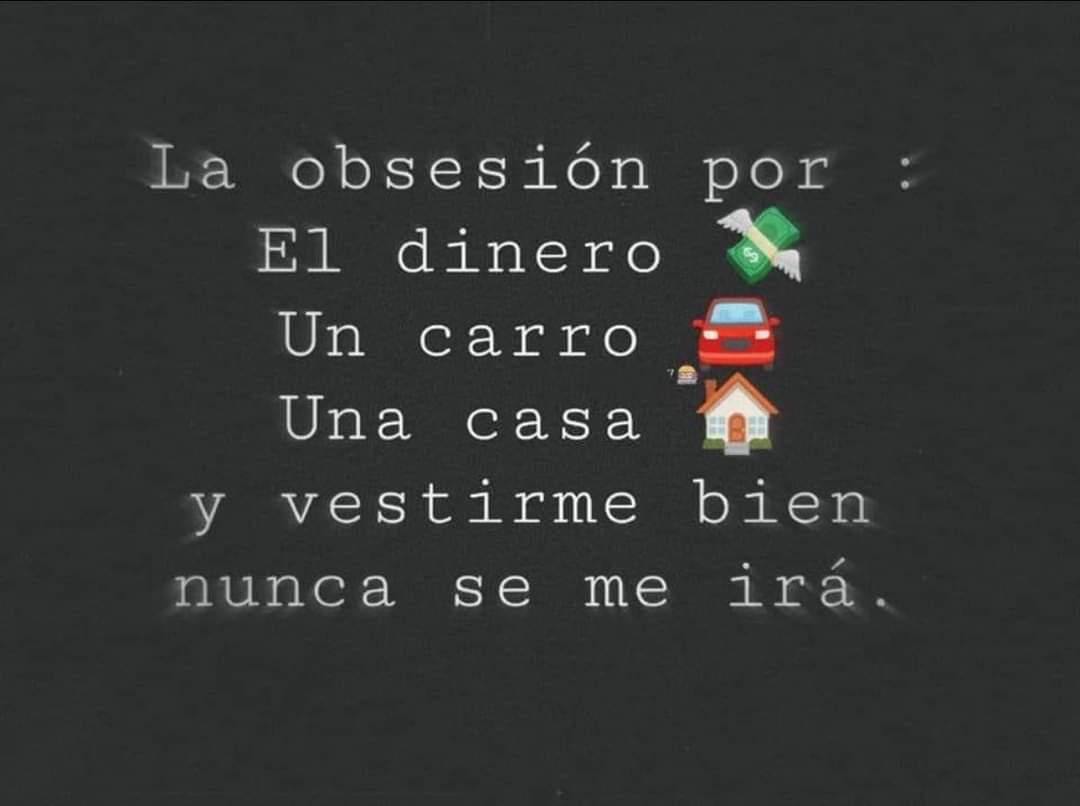 La obsesión por :
El dinero 💸
Un carro 🚗
Una casa 🏠
y vestirme bien
nunca se me irá.